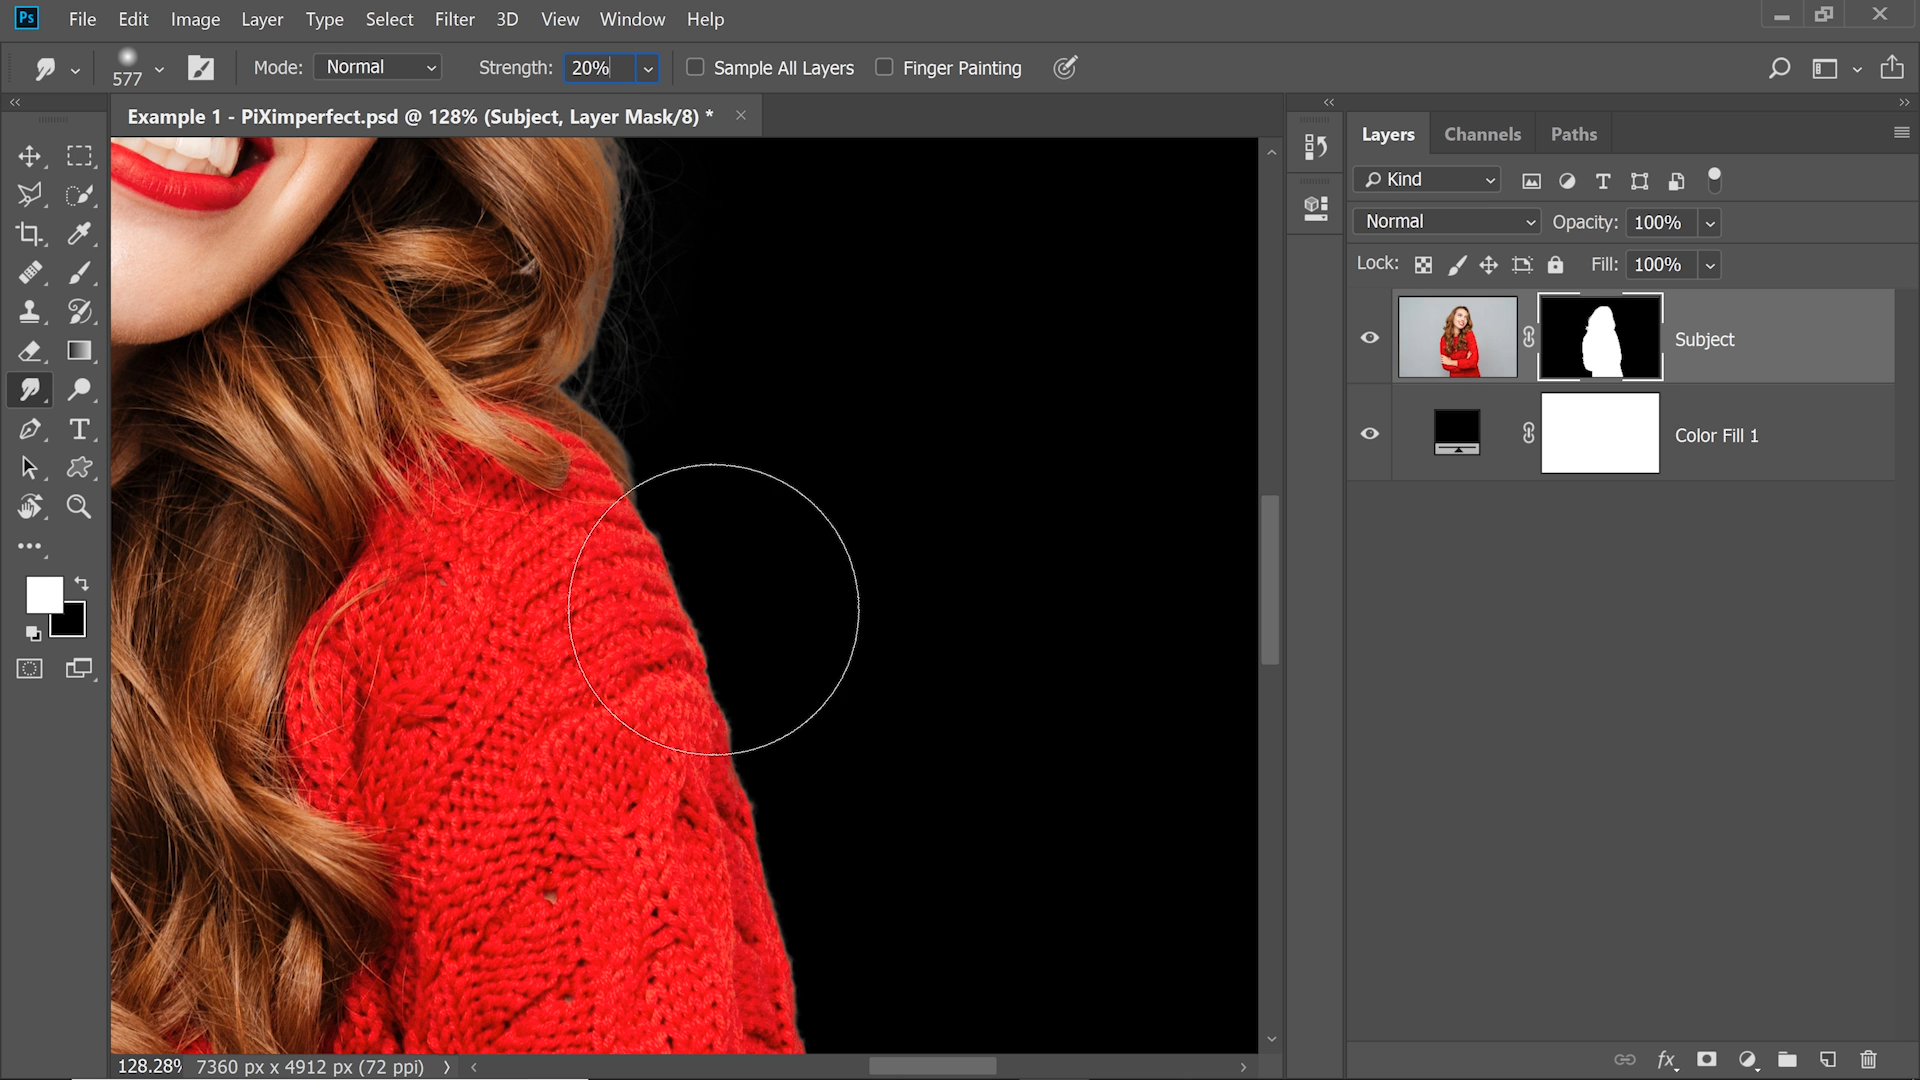 Ps File Edit Image Layer Type Select Filter 3D View Window Help
577 Mode: Normal Strength: 20% Sample All Layers Finger Painting
Example 1 - PiXimperfect.psd @ 128% (Subject, Layer Mask/8) *
Layers Channels Paths
Kind
Normal Opacity: 100%
Lock: Fill: 100%
Subject
Color Fill 1
128.28% 7360 px x 4912 px (72 ppi)
fx